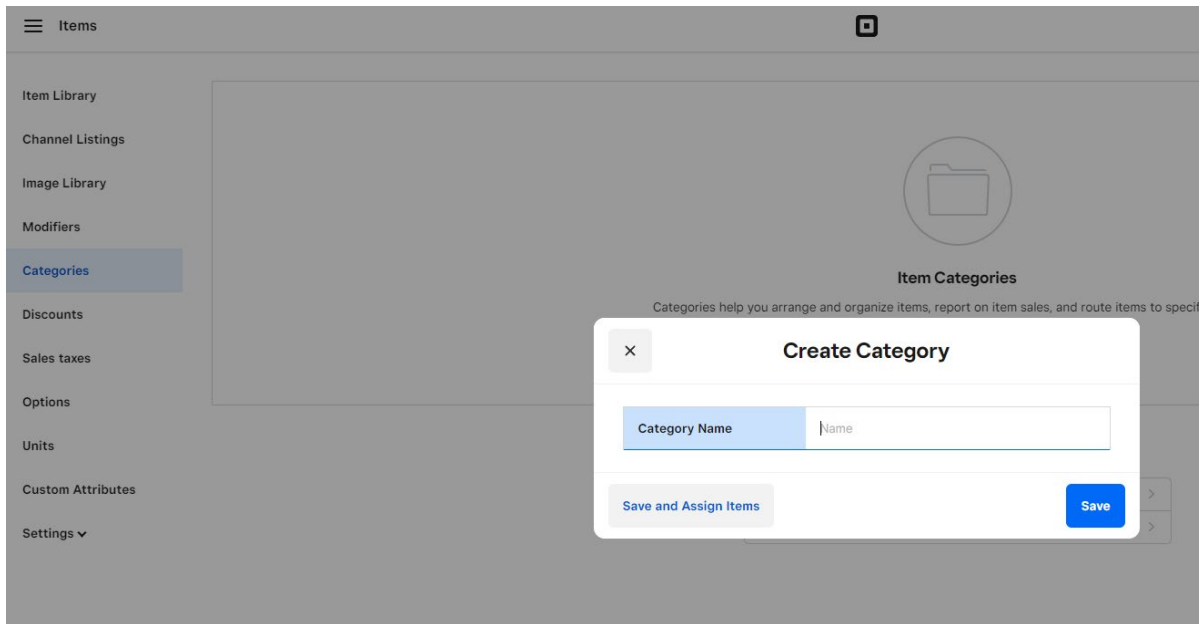 Items
Item Library
Channel Listings
Image Library
Modifiers
Categories
Discounts
Sales taxes
Options
Units
Custom Attributes
Settings
Item Categories
Categories help you arrange and organize items, report on item sales, and route items to specif
Create Category
Category Name
Name
Save and Assign Items
Save